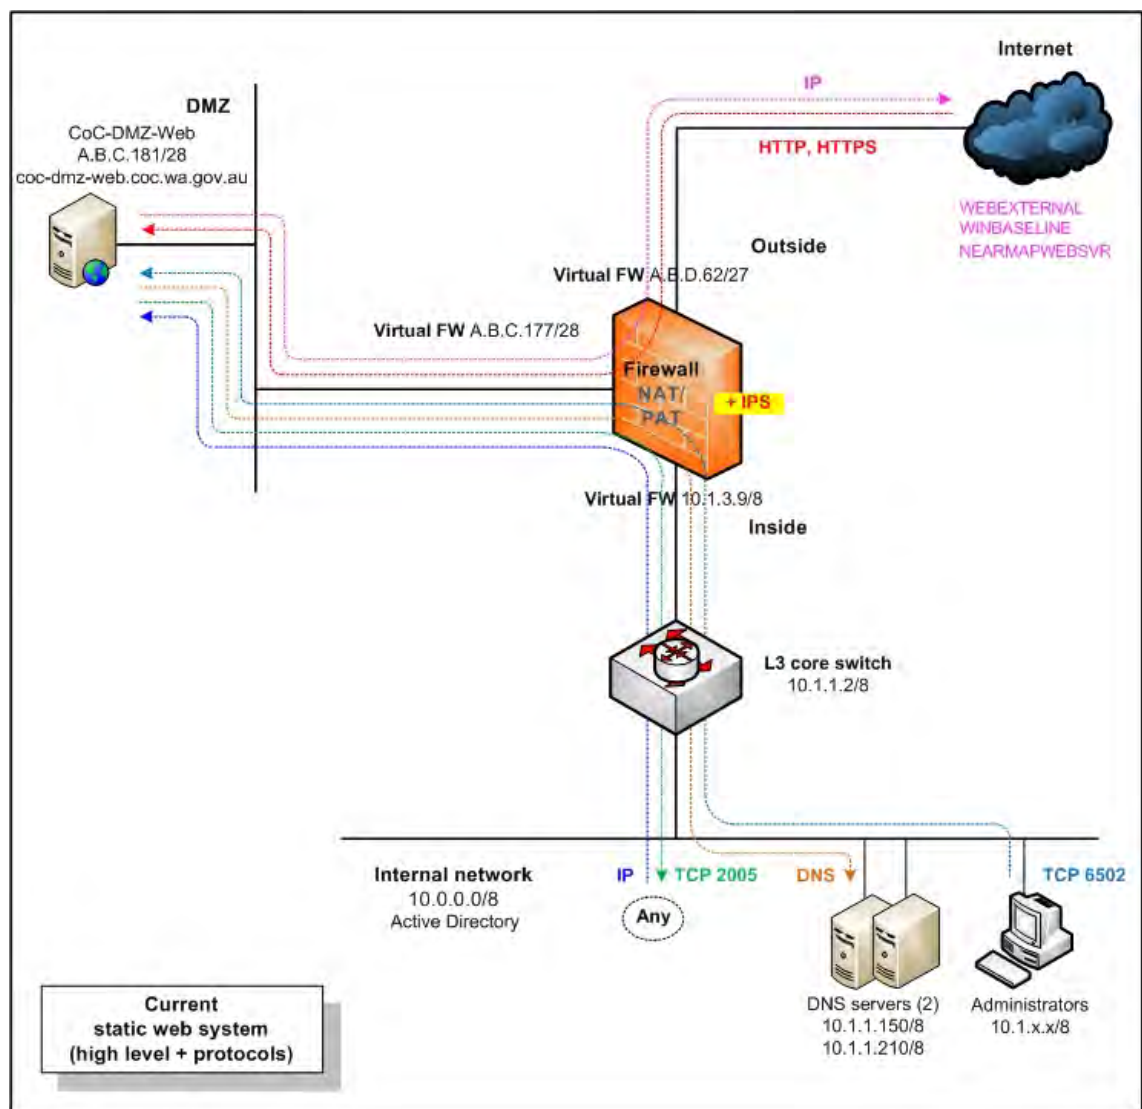 Internet
IP
HTTP, HTTPS
DMZ
CoC-DMZ-Web
A.B.C.181/28
coc-dmz-web.coc.wa.gov.au
WEBEXTERNAL
WINBASELINE
NEARMAPWEBSVR
Outside
Virtual FW A.B.D.62/27
Virtual FW A.B.C.177/28
Firewall
NAT/
PAT
+ IPS
Virtual FW 10.1.3.9/8
Inside
L3 core switch
10.1.1.2/8
Internal network
10.0.0.0/8
Active Directory
IP
TCP 2005
DNS
TCP 6502
Any
DNS servers (2)
10.1.1.150/8
10.1.1.210/8
Administrators
10.1.x.x/8
Current
static web system
(high level + protocols)